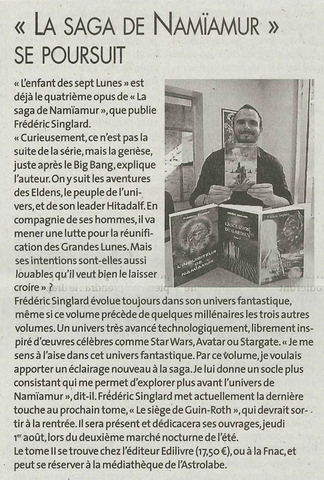 « LA SAGA DE NAMÏAMUR »
SE POURSUIT
« L'enfant des sept Lunes » est
déjà le quatrième opus de « La
saga de Namïamur », que publie
Frédéric Singlard.
« Curieusement, ce n'est pas la
suite de la série, mais la genèse,
juste après le Big Bang, explique
l'auteur. On y suit les aventures
des Eldens, le peuple de l'uni-
vers, et de son leader Hitadalf. En
compagnie de ses hommes, il va
mener une lutte pour la réunifi-
cation des Grandes Lunes. Mais
ses intentions sont-elles aussi
louables qu'il veut bien le laisser
croire » ?
Frédéric Singlard évolue toujours dans son univers fantastique,
même si ce volume précède de quelques millénaires les trois autres
volumes. Un univers très avancé technologiquement, librement inspi-
ré d'œuvres célèbres comme Star Wars, Avatar ou Stargate. « Je me
sens à l'aise dans cet univers fantastique. Par ce volume, je voulais
apporter un éclairage nouveau à la saga. Je lui donne un socle plus
consistant qui me permet d'explorer plus avant l'univers de
Namïamur », dit-il. Frédéric Singlard met actuellement la dernière
touche au prochain tome, « Le siège de Guin-Roth », qui devrait sor-
tir à la rentrée. Il sera présent et dédicacera ses ouvrages, jeudi
1er août, lors du deuxième marché nocturne de l'été.
Le tome II se trouve chez l'éditeur Edilivre (17,50 €), ou à la Fnac, et
peut se réserver à la médiathèque de l'Astrolabe.